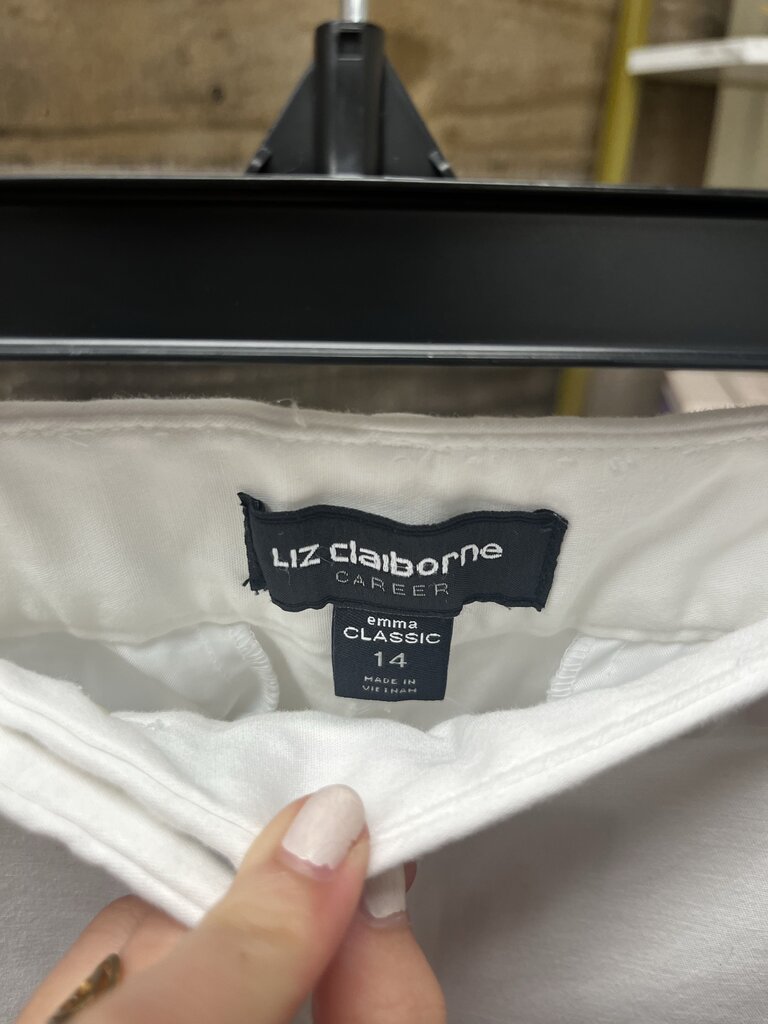 LIZ claiborne
CAREER
emma
CLASSIC
14
MADE IN
VIETNAM